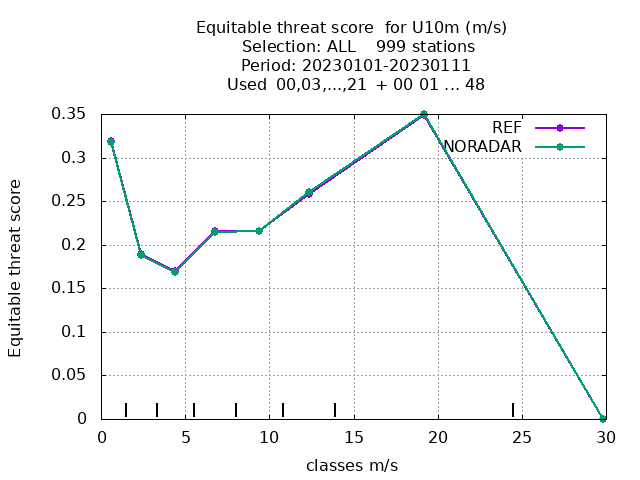 Equitable threat score  for U10m (m/s)
Selection: ALL    999 stations
Period: 20230101-20230111
Used  00,03,...,21  + 00 01 ... 48
REF
NORADAR
Equitable threat score
0.35
0.3
0.25
0.2
0.15
0.1
0.05
0
0 5 10 15 20 25 30
classes m/s